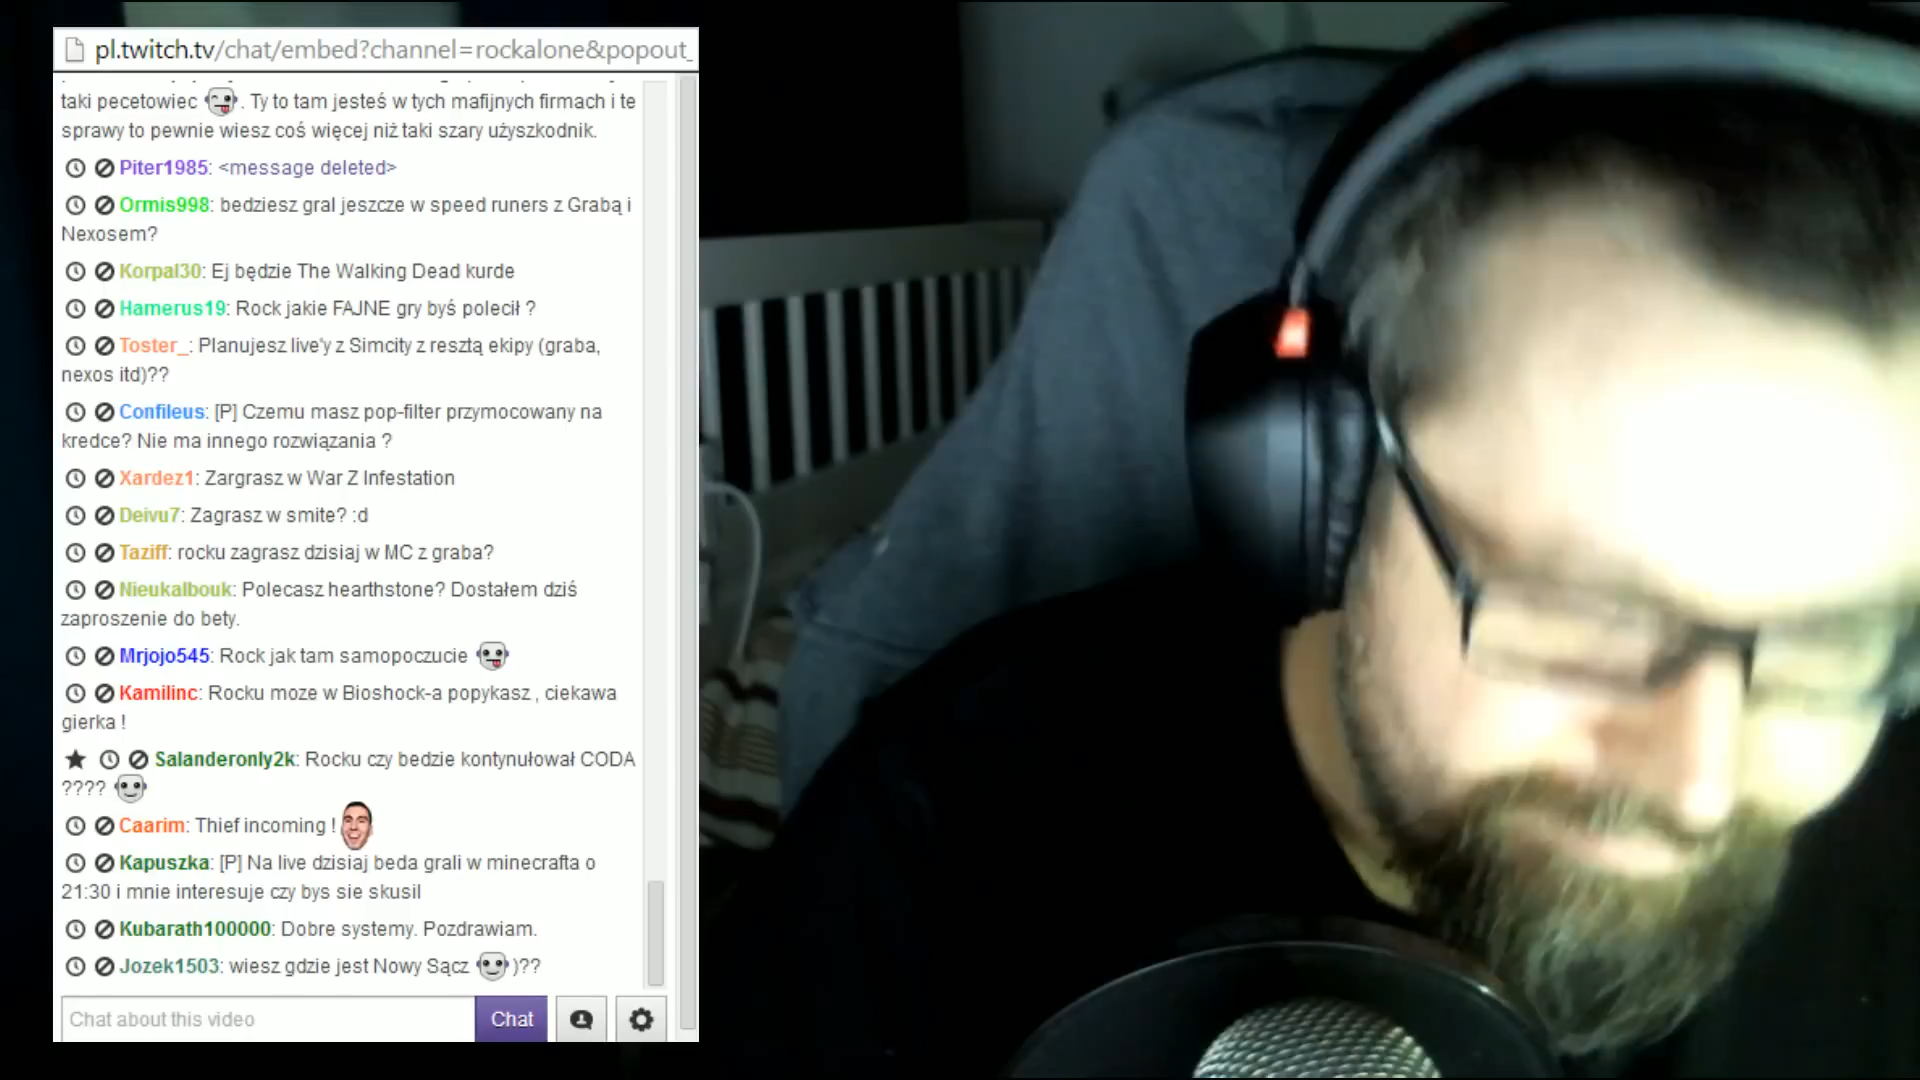 pl.twitch.tv/chat/embed?channel=rockalone&popout_
taki pecetowiec . Ty to tam jesteś w tych mafijnych firmach i te
sprawy to pewnie wiesz coś więcej niż taki szary użyszkodnik.
Piter1985: <message deleted>
Ormis998: bedziesz gral jeszcze w speed runers z Grabą i
Nexosem?
Korpal30: Ej będzie The Walking Dead kurde
Hamerus19: Rock jakie FAJNE gry byś polecił ?
Toster_: Planujesz live'y z Simcity z resztą ekipy (graba,
nexos itd)??
Confileus: [P] Czemu masz pop-filter przymocowany na
kredce? Nie ma innego rozwiązania ?
Xardez1: Zargrasz w War Z Infestation
Deivu7: Zagrasz w smite? :d
Taziff: rocku zagrasz dzisiaj w MC z graba?
Nieukalbouk: Polecasz hearthstone? Dostałem dziś
zaproszenie do bety.
Mrjojo545: Rock jak tam samopoczucie
Kamilinc: Rocku moze w Bioshock-a popykasz , ciekawa
gierka !
Salanderonly2k: Rocku czy bedzie kontynułował CODA
????
Caarim: Thief incoming !
Kapuszka: [P] Na live dzisiaj beda grali w minecrafta o
21:30 i mnie interesuje czy bys sie skusil
Kubarath100000: Dobre systemy. Pozdrawiam.
Jozek1503: wiesz gdzie jest Nowy Sącz )??
Chat about this video Chat